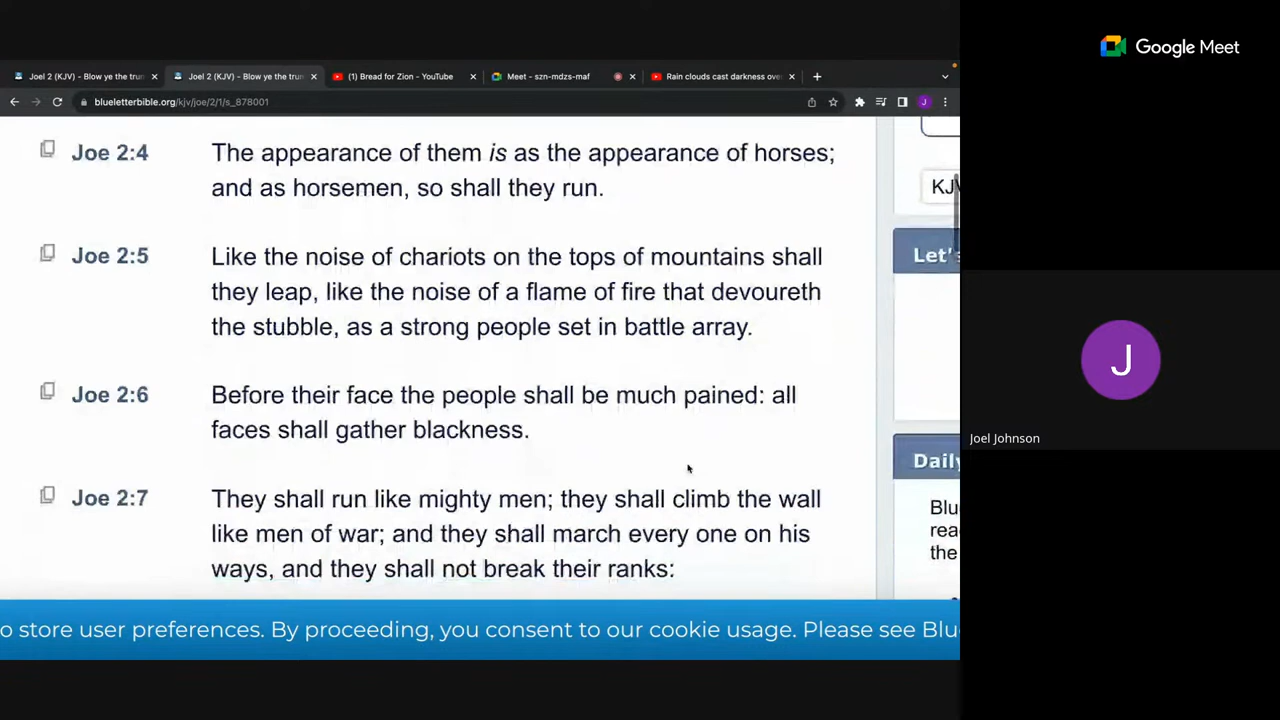 Google Meet
Joel 2 (KJV) - Blow ye the trun
Joel 2 (KJV) - Blow ye the trun
(1) Bread for Zion - YouTube
Meet - szn-mdzs-maf
Rain clouds cast darkness ove
blueletterbible.org/kjv/joe/2/1/s_878001
J
Joe 2:4
The appearance of them is as the appearance of horses;
and as horsemen, so shall they run.
KJV
Joe 2:5
Like the noise of chariots on the tops of mountains shall
they leap, like the noise of a flame of fire that devoureth
the stubble, as a strong people set in battle array.
Let's
Joe 2:6
Before their face the people shall be much pained: all
faces shall gather blackness.
Daily
Joe 2:7
They shall run like mighty men; they shall climb the wall
like men of war; and they shall march every one on his
ways, and they shall not break their ranks:
Blu
rea
the
o store user preferences. By proceeding, you consent to our cookie usage. Please see Blu
J
Joel Johnson